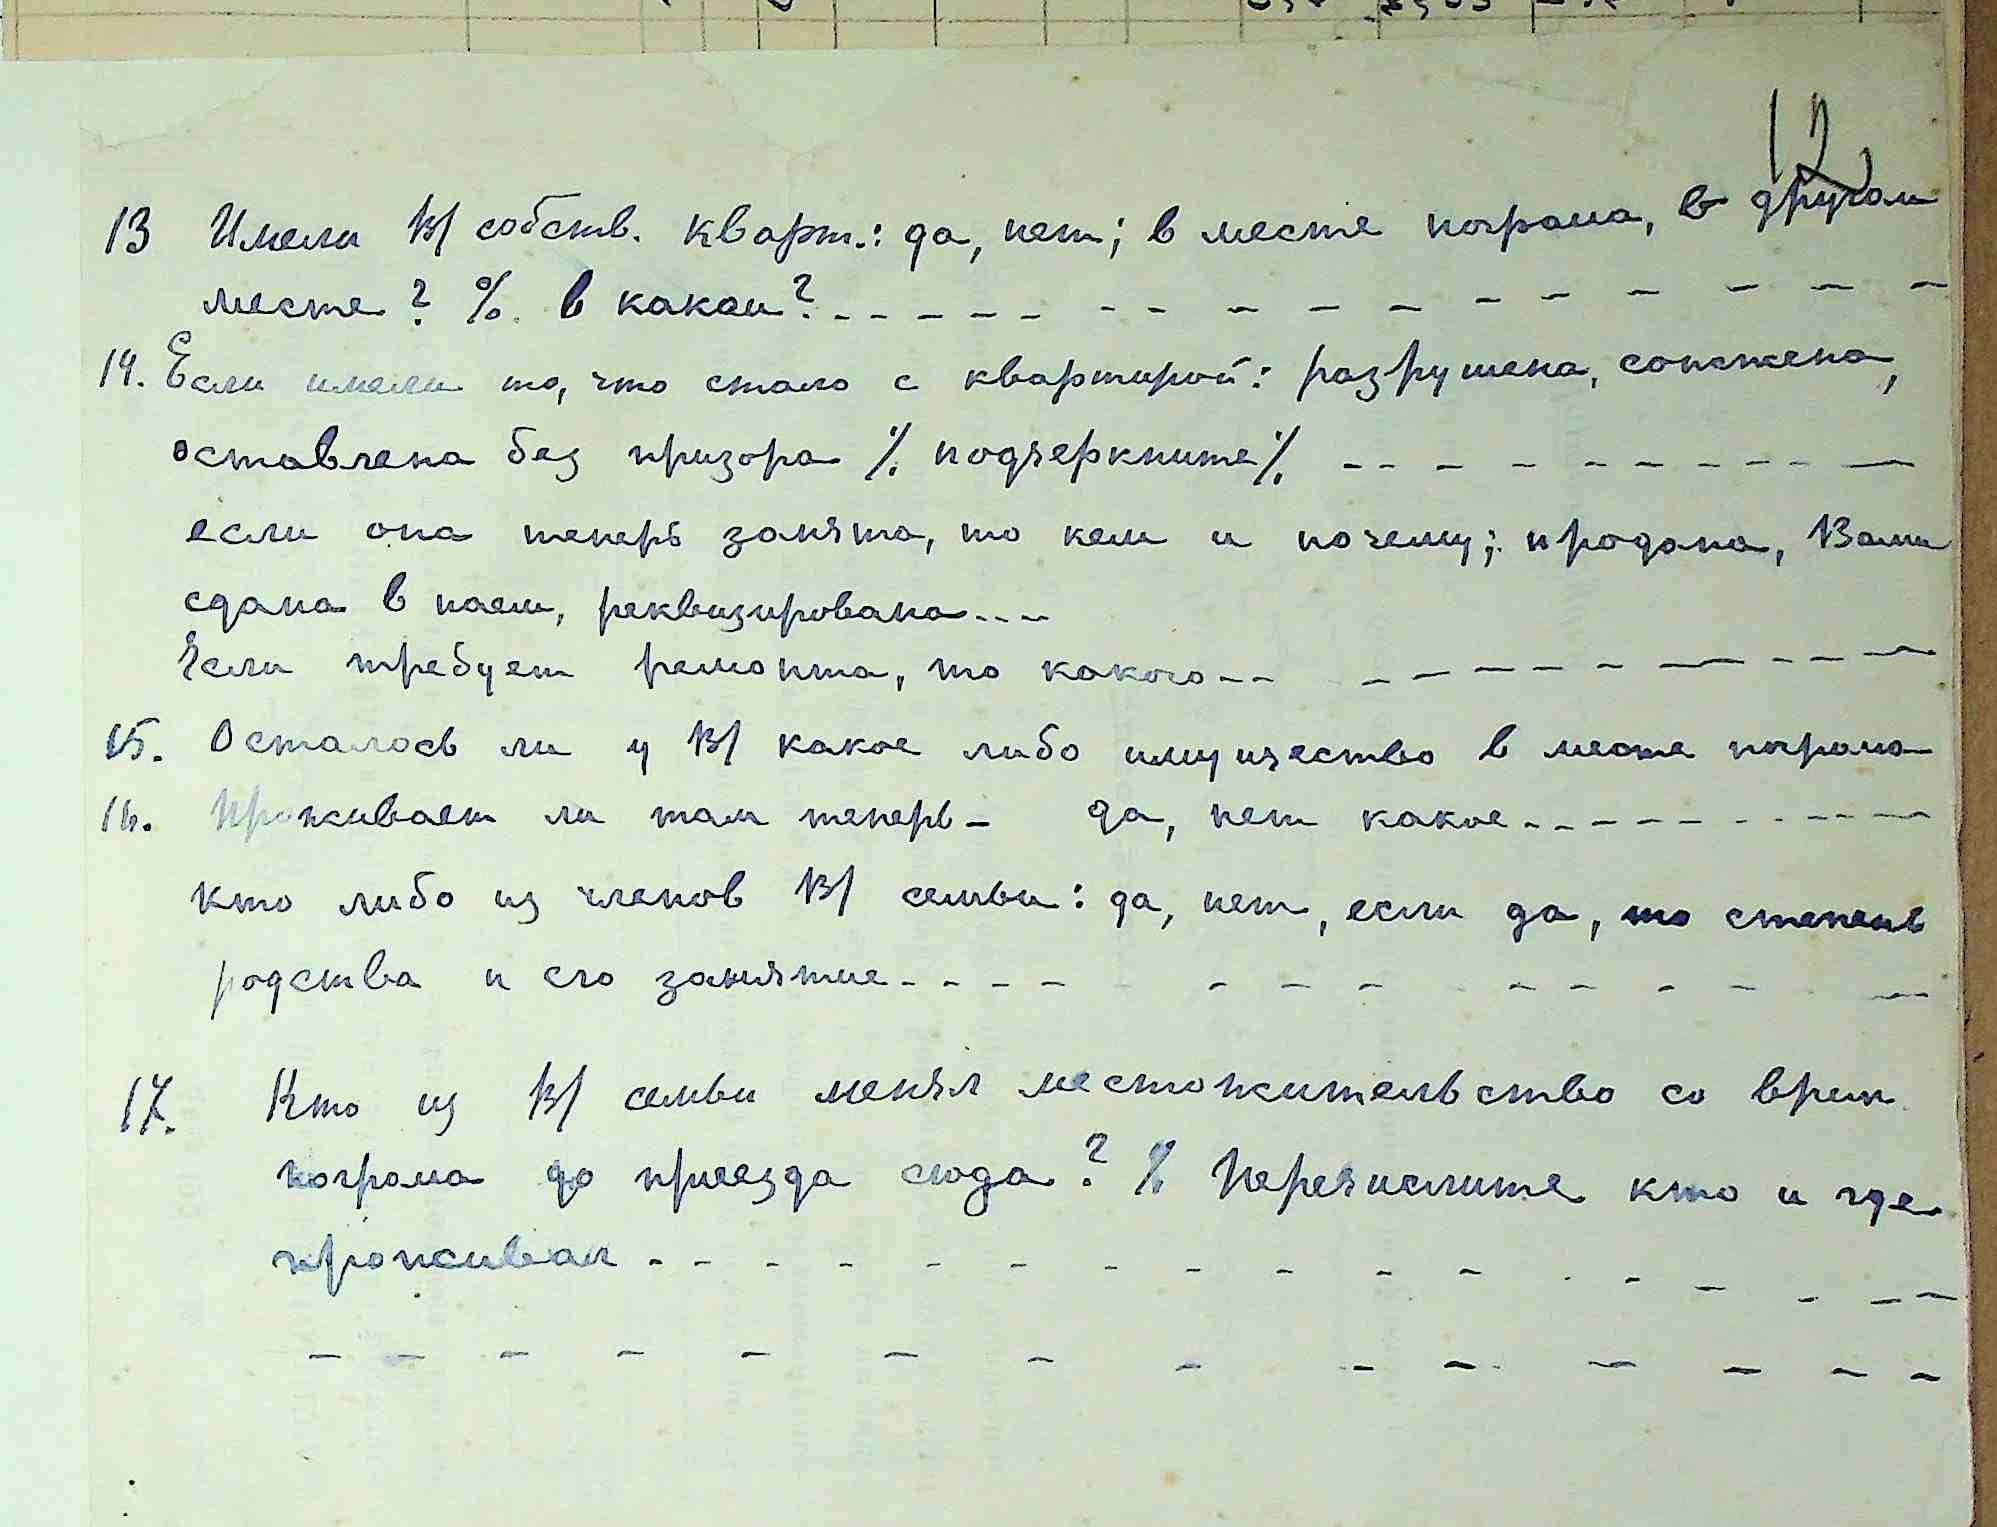 12
13 Имели В/ собств. кварт.: да, нет; в месте погрома, в другом
месте? % в каком? - - - - - - - - - - - - - - -
14. Если имели то, что стало с квартирой: разрушена, сожжена,
оставлена без призора % подчеркните % - - - - - - - - - -
если она теперь занята, то кем и почему; продана, Вами
сдана в наем, реквизирована - - -
Если требует ремонта, то какого - - - - - - - - - -
15. Осталось ли у В/ какое либо имущество в месте погрома
16. Проживает ли там теперь - да, нет какое - - - - - - - - -
кто либо из членов В/ семьи: да, нет, если да, то степень
родства и его занятие - - - - - - - - - - - - -
17. Кто из В/ семьи менял местожительство со врем.
погрома до приезда сюда? % Перечислите кто и где
проживал - - - - - - - - - - - - - - - -
- - - - - - - - - - - - - -